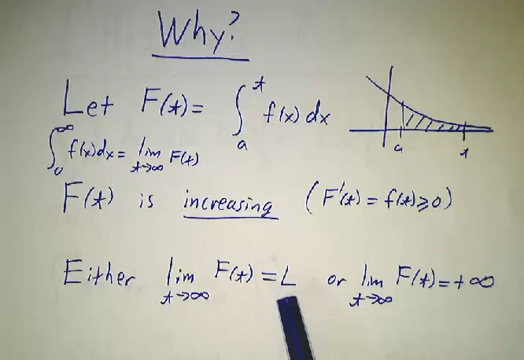 Why?
Let F(t) = ∫_a^t f(x) dx
a t
∫_a^∞ f(x) dx = lim_{t→∞} F(t)
F(t) is increasing (F'(t) = f(t) ≥ 0)
Either lim_{t→∞} F(t) = L or lim_{t→∞} F(t) = +∞